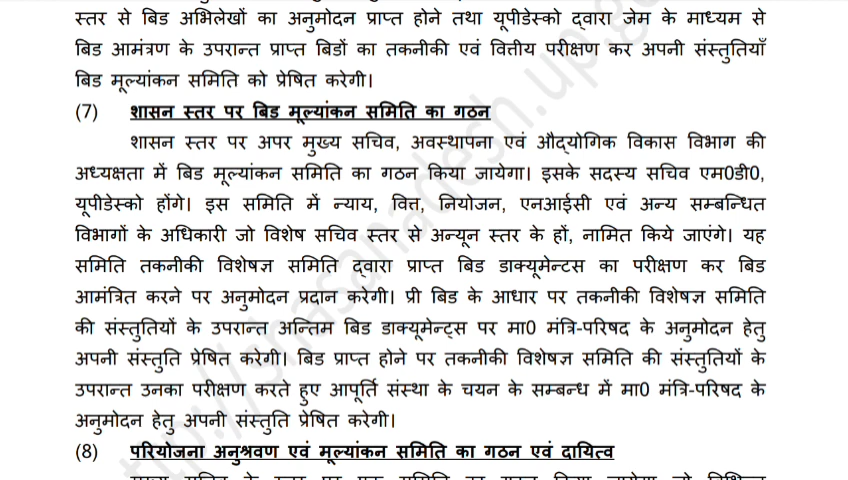 स्तर से बिड अभिलेखों का अनुमोदन प्राप्त होने तथा यूपीडेस्को द्वारा जेम के माध्यम से
बिड आमंत्रण के उपरान्त प्राप्त बिडों का तकनीकी एवं वित्तीय परीक्षण कर अपनी संस्तुतियाँ
बिड मूल्यांकन समिति को प्रेषित करेगी।
(7) शासन स्तर पर बिड मूल्यांकन समिति का गठन
शासन स्तर पर अपर मुख्य सचिव, अवस्थापना एवं औद्योगिक विकास विभाग की
अध्यक्षता में बिड मूल्यांकन समिति का गठन किया जायेगा। इसके सदस्य सचिव एम0डी0,
यूपीडेस्को होंगे। इस समिति में न्याय, वित्त, नियोजन, एनआईसी एवं अन्य सम्बन्धित
विभागों के अधिकारी जो विशेष सचिव स्तर से अन्यून स्तर के हों, नामित किये जाएंगे। यह
समिति तकनीकी विशेषज्ञ समिति द्वारा प्राप्त बिड डाक्यूमेन्टस का परीक्षण कर बिड
आमंत्रित करने पर अनुमोदन प्रदान करेगी। प्री बिड के आधार पर तकनीकी विशेषज्ञ समिति
की संस्तुतियों के उपरान्त अन्तिम बिड डाक्यूमेन्ट्स पर मा0 मंत्रि-परिषद के अनुमोदन हेतु
अपनी संस्तुति प्रेषित करेगी। बिड प्राप्त होने पर तकनीकी विशेषज्ञ समिति की संस्तुतियों के
उपरान्त उनका परीक्षण करते हुए आपूर्ति संस्था के चयन के सम्बन्ध में मा0 मंत्रि-परिषद के
अनुमोदन हेतु अपनी संस्तुति प्रेषित करेगी।
(8) परियोजना अनुश्रवण एवं मूल्यांकन समिति का गठन एवं दायित्व